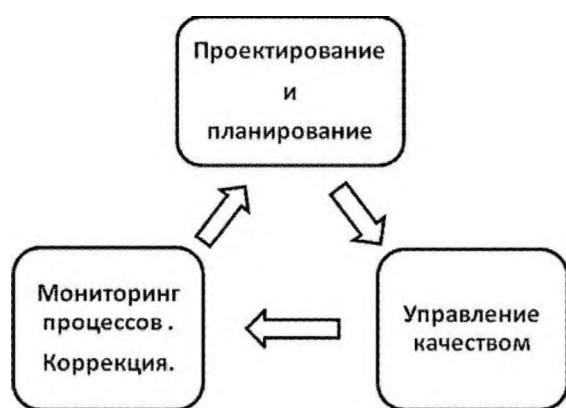 Проектирование
и
планирование
Мониторинг
процессов .
Коррекция.
Управление
качеством